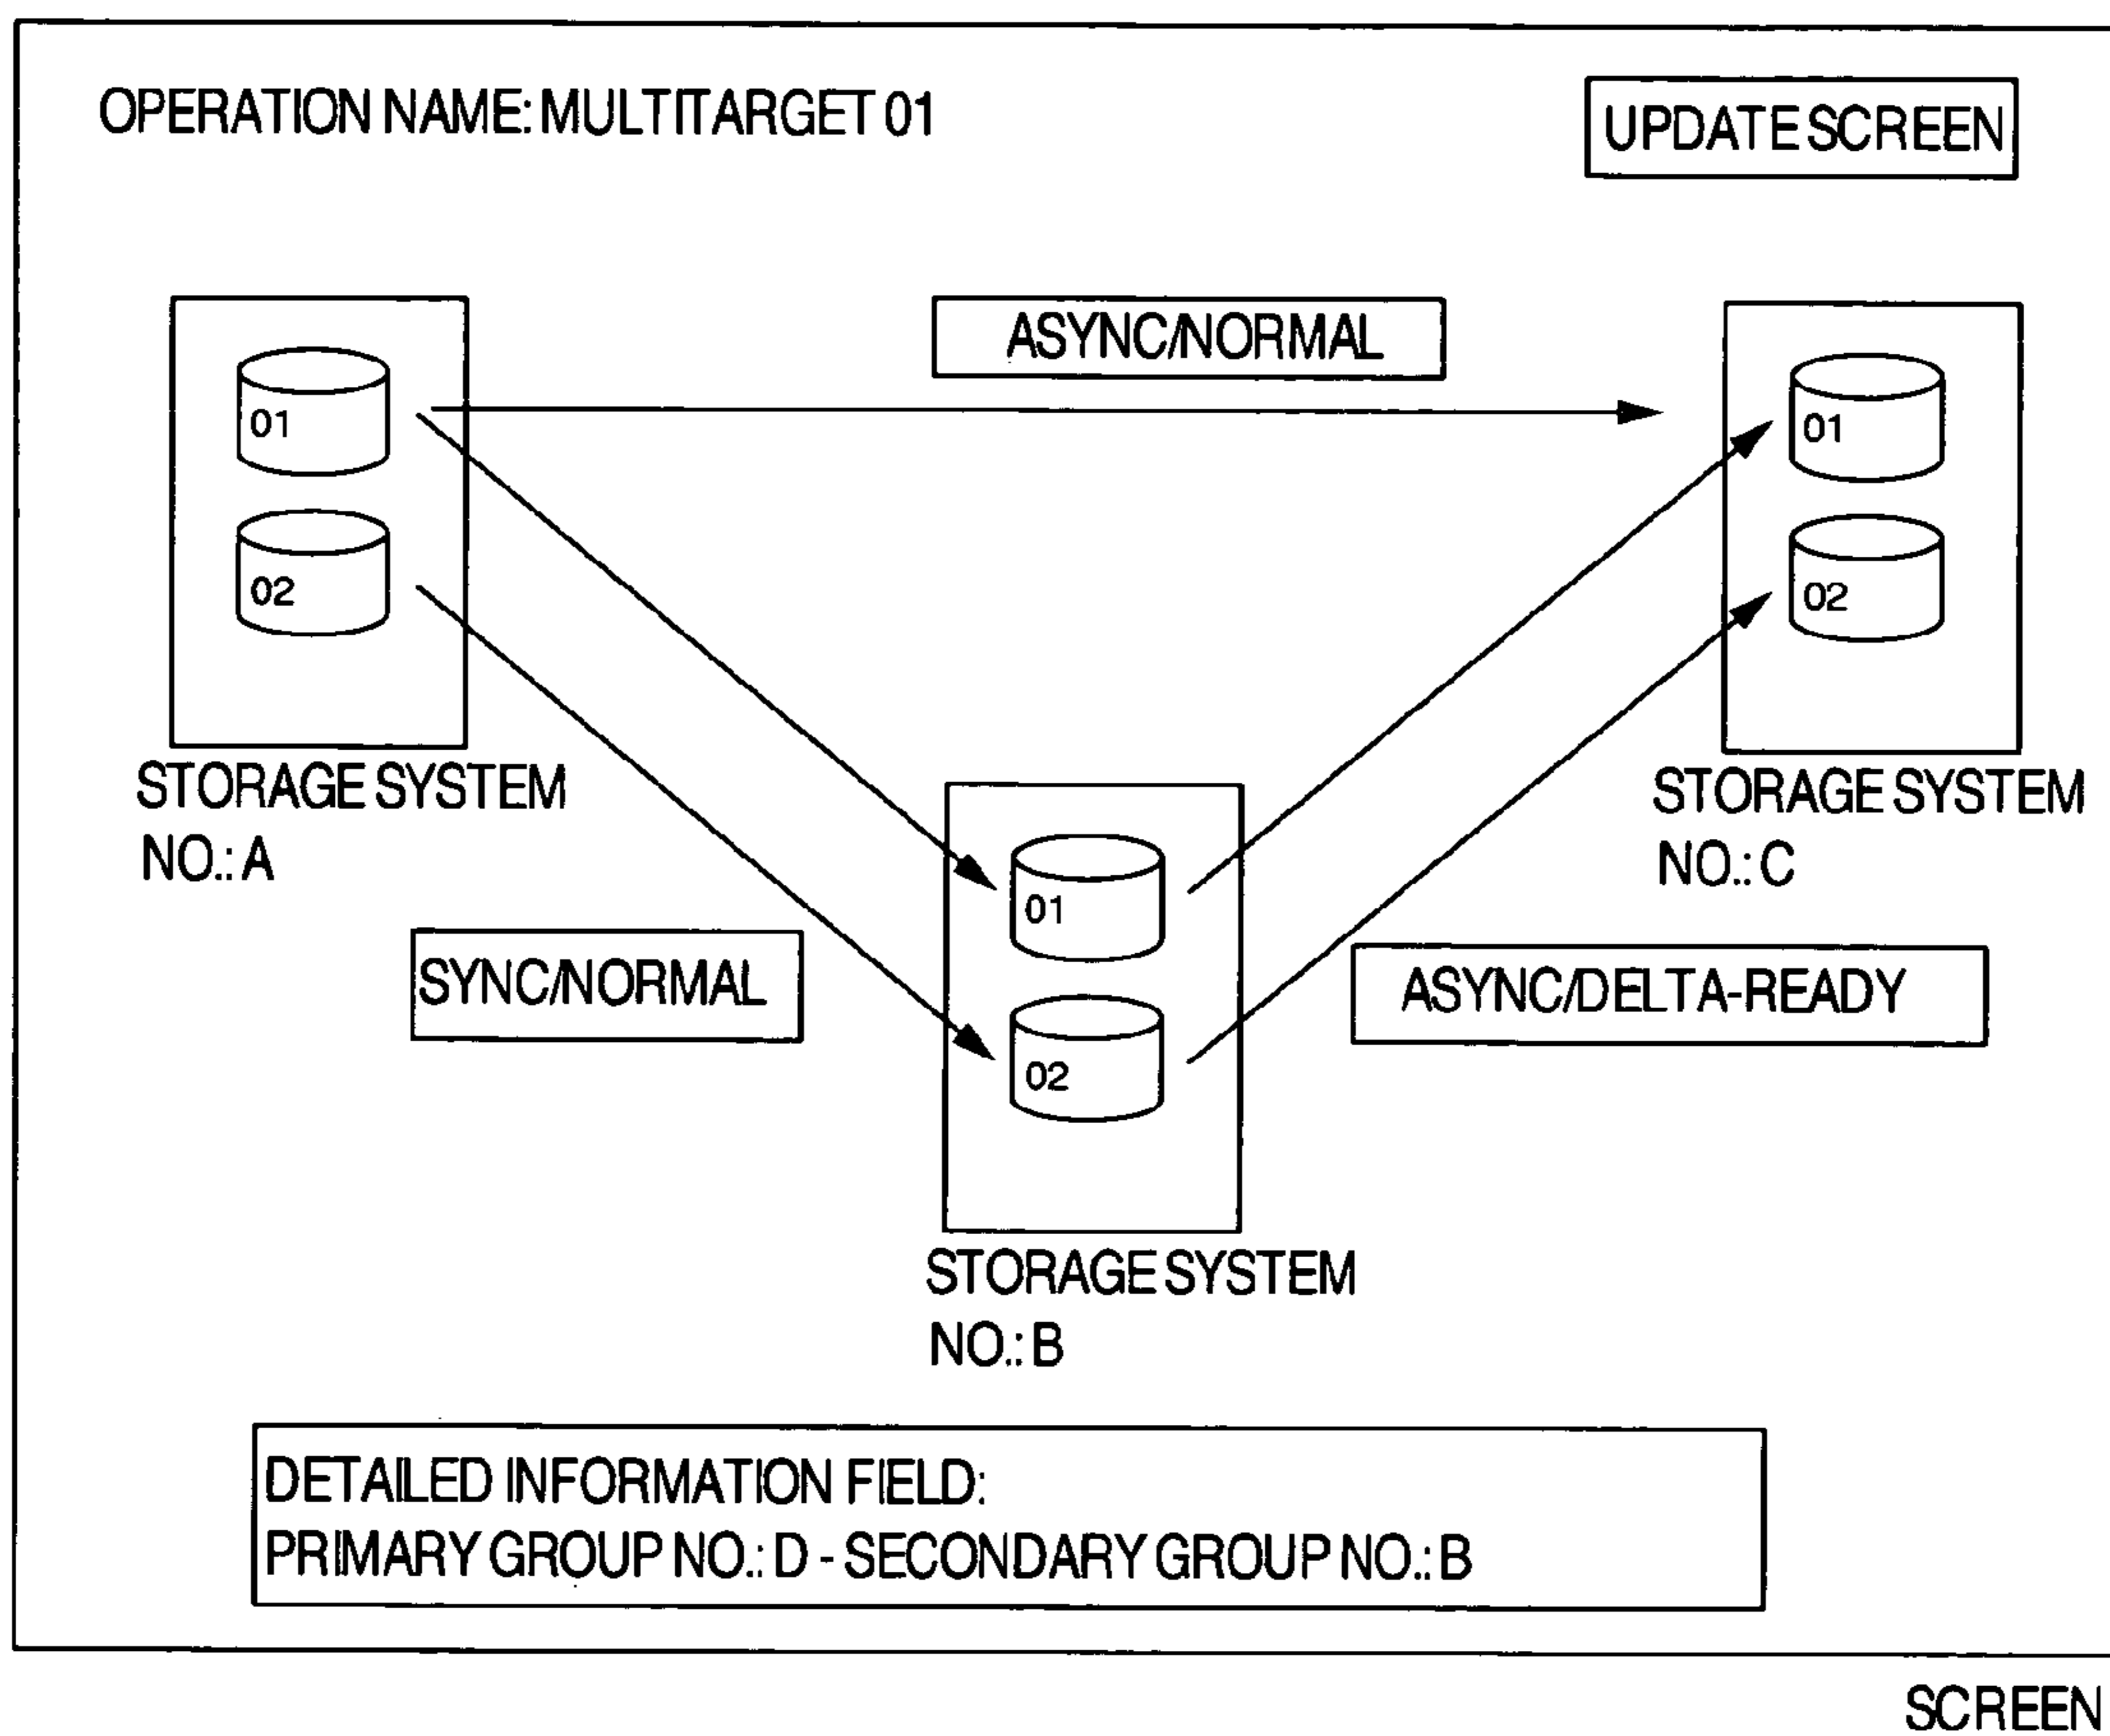 OPERATION NAME: MULTITARGET 01
UPDATE SCREEN
ASYNC/NORMAL
01
02
01
02
STORAGE SYSTEM
NO.: A
STORAGE SYSTEM
NO.: C
SYNC/NORMAL
01
02
ASYNC/DELTA-READY
STORAGE SYSTEM
NO.: B
DETAILED INFORMATION FIELD:
PRIMARY GROUP NO.: D - SECONDARY GROUP NO.: B
SCREEN